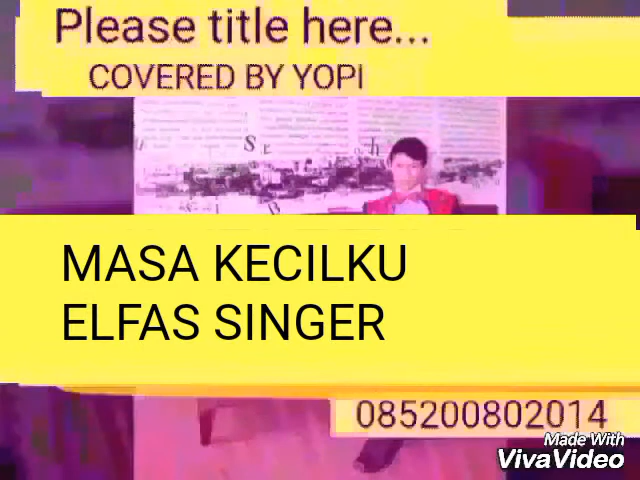 Please title here...
COVERED BY YOPI
S E h
S I B
MASA KECILKU
ELFAS SINGER
085200802014
Made With
VivaVideo